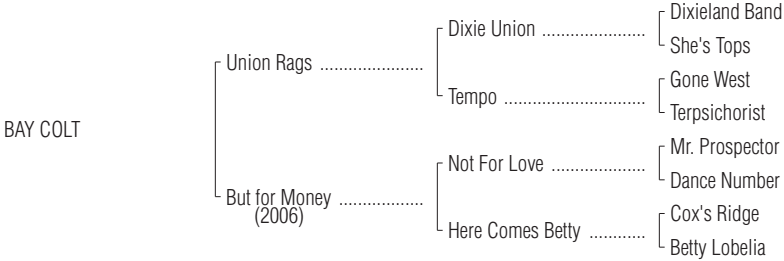 Dixieland Band
Dixie Union ......................
She's Tops
Union Rags ......................
Gone West
Tempo ..............................
Terpsichorist
BAY COLT
Mr. Prospector
Not For Love ....................
Dance Number
But for Money ..................
(2006)
Cox's Ridge
Here Comes Betty ............
Betty Lobelia